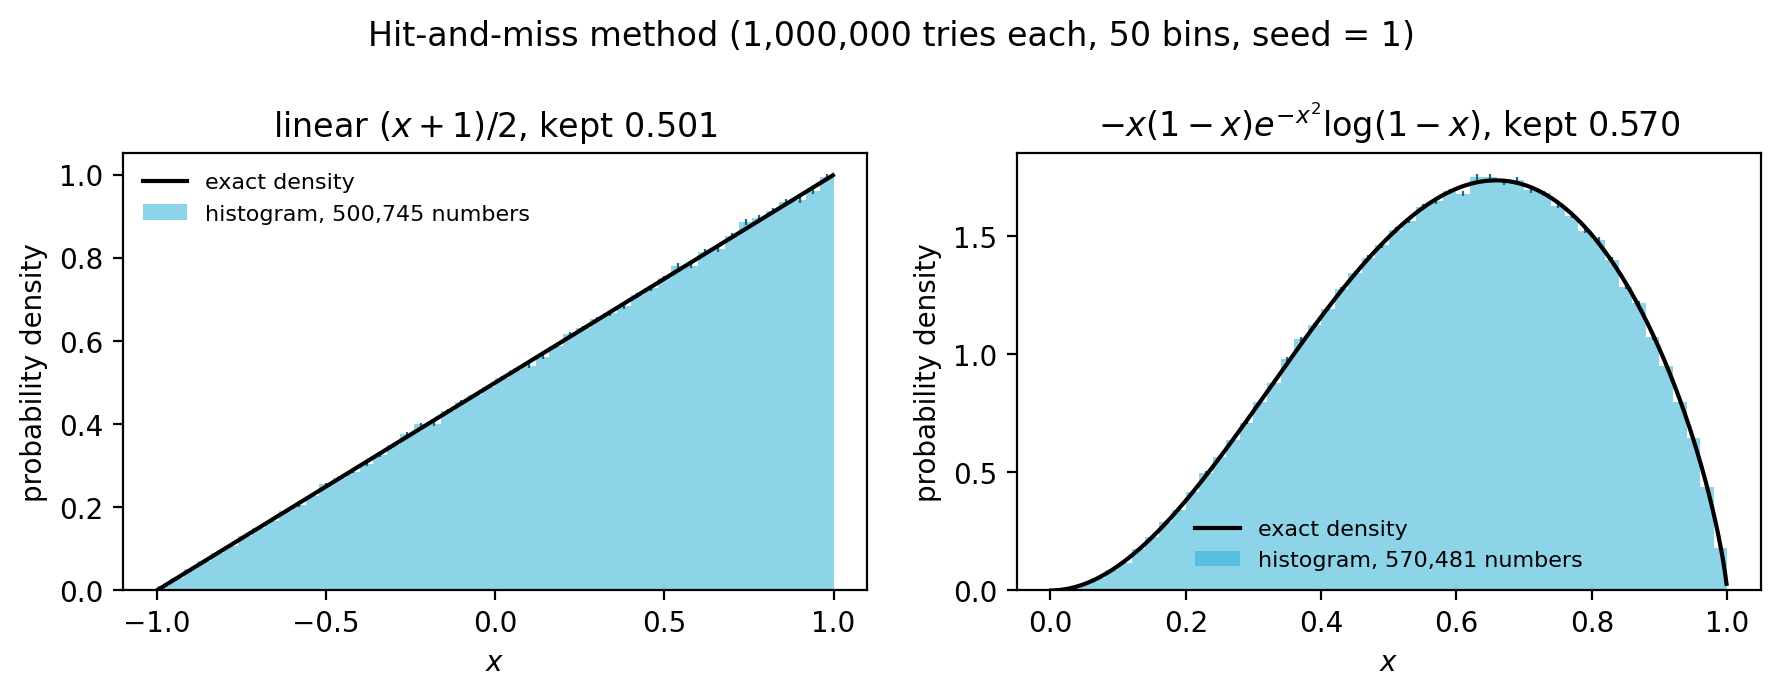 Hit-and-miss method (1,000,000 tries each, 50 bins, seed = 1)
linear (x + 1)/2, kept 0.501
exact density
histogram, 500,745 numbers
probability density
1.0
0.8
0.6
0.4
0.2
0.0
−1.0 −0.5 0.0 0.5 1.0
x
−x(1 − x)e^{−x²}log(1 − x), kept 0.570
probability density
1.5
1.0
0.5
0.0
exact density
histogram, 570,481 numbers
0.0 0.2 0.4 0.6 0.8 1.0
x